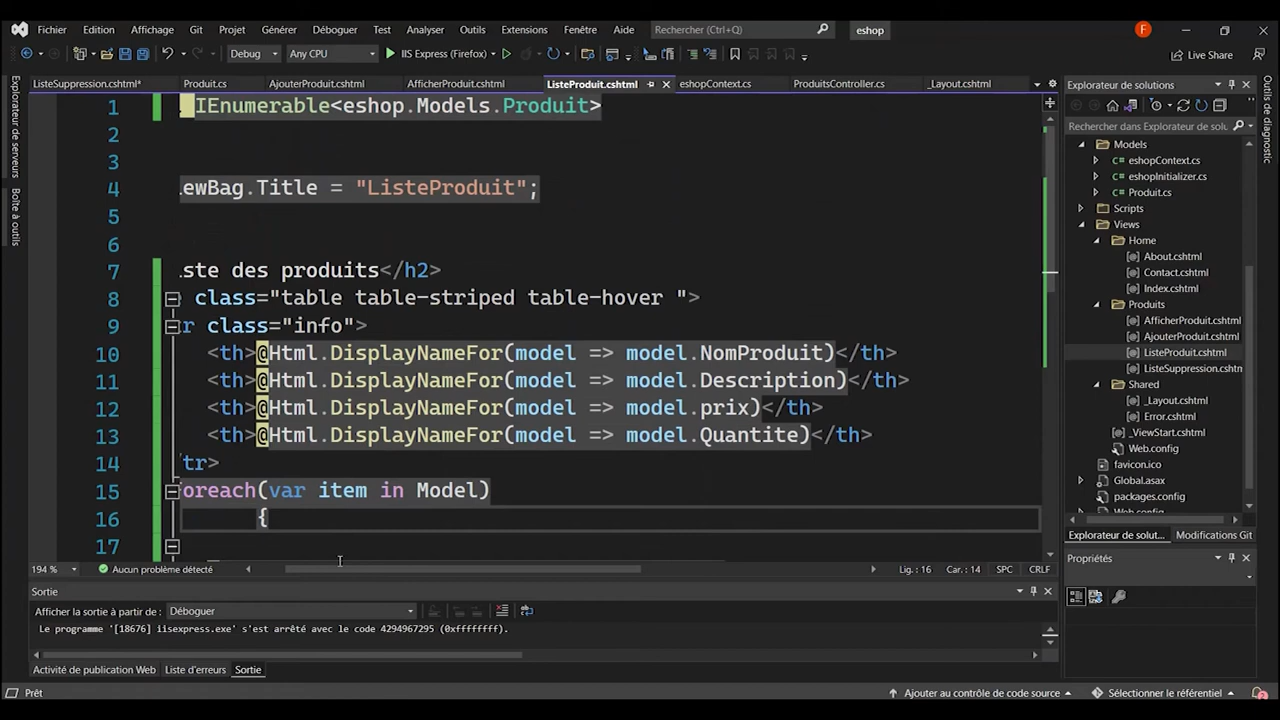 Fichier Edition Affichage Git Projet Générer Déboguer Test Analyser Outils Extensions Fenêtre Aide Rechercher (Ctrl+Q) eshop F
Debug Any CPU IIS Express (Firefox) Live Share
ListeSuppression.cshtml* Produit.cs AjouterProduit.cshtml AfficherProduit.cshtml ListeProduit.cshtml eshopContext.cs ProduitsController.cs _Layout.cshtml
Explorateur de serveurs
Boîte à outils
1 IEnumerable<eshop.Models.Produit>
2
3
4 .ewBag.Title = "ListeProduit";
5
6
7 .ste des produits</h2>
8 class="table table-striped table-hover ">
9 r class="info">
10 <th>@Html.DisplayNameFor(model => model.NomProduit)</th>
11 <th>@Html.DisplayNameFor(model => model.Description)</th>
12 <th>@Html.DisplayNameFor(model => model.prix)</th>
13 <th>@Html.DisplayNameFor(model => model.Quantite)</th>
14 tr>
15 foreach(var item in Model)
16 {
17
194 % Aucun problème détecté Lig. : 16 Car. : 14 SPC CRLF
Sortie
Afficher la sortie à partir de : Déboguer
Le programme '[18676] iisexpress.exe' s'est arrêté avec le code 4294967295 (0xffffffff).
Activité de publication Web Liste d'erreurs Sortie
Prêt Ajouter au contrôle de code source Sélectionner le référentiel 2
Explorateur de solutions
Rechercher dans Explorateur de solu
Models
eshopContext.cs
eshopInitializer.cs
Produit.cs
Scripts
Views
Home
About.cshtml
Contact.cshtml
Index.cshtml
Produits
AfficherProduit.cshtml
AjouterProduit.cshtml
ListeProduit.cshtml
ListeSuppression.cshtm
Shared
_Layout.cshtml
Error.cshtml
_ViewStart.cshtml
Web.config
favicon.ico
Global.asax
packages.config
Web.config
Explorateur de solut... Modifications Git
Propriétés
Outils de diagnostic